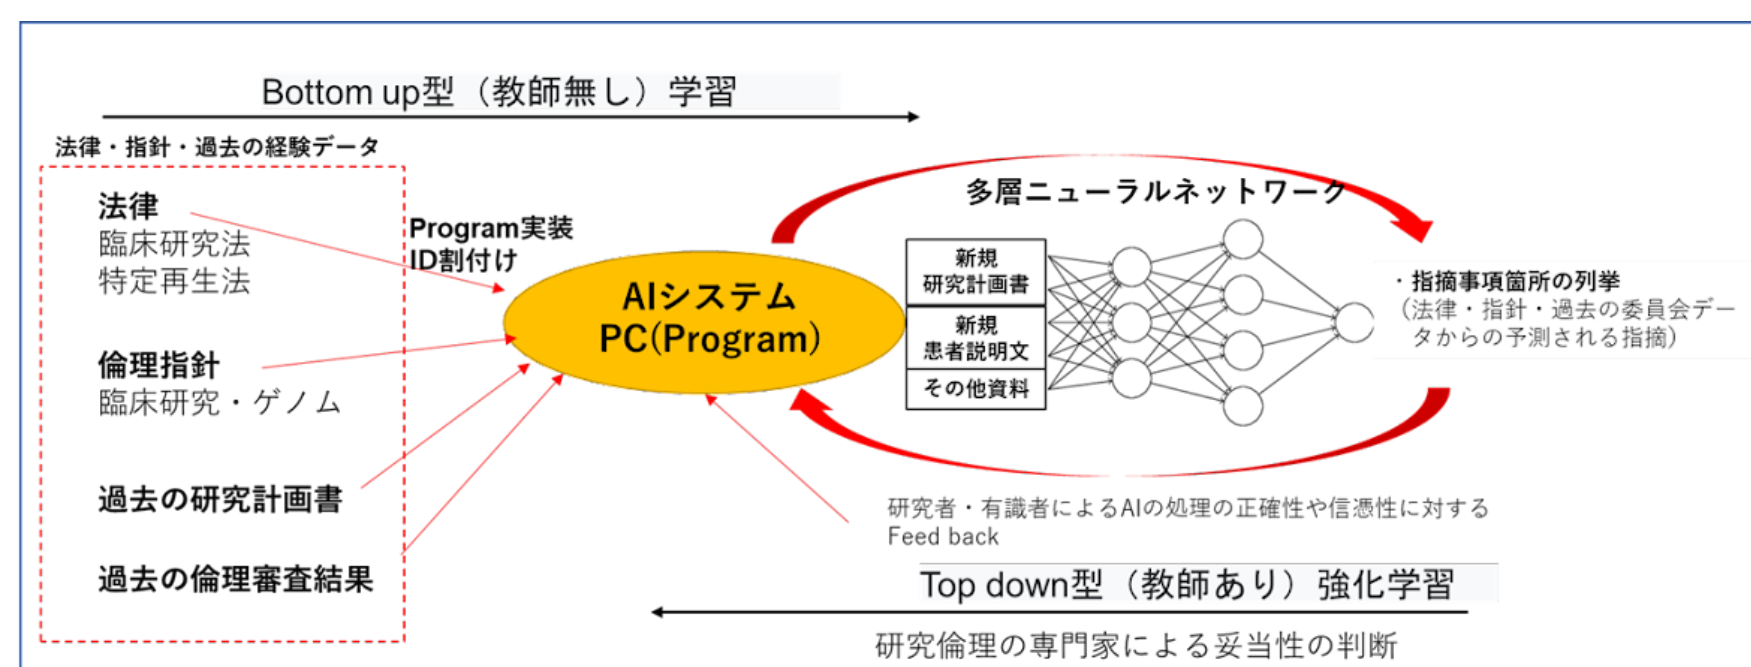 Bottom up型（教師無し）学習
法律・指針・過去の経験データ
法律
臨床研究法
特定再生法
倫理指針
臨床研究・ゲノム
過去の研究計画書
過去の倫理審査結果
Program実装
ID割付け
AIシステム
PC(Program)
多層ニューラルネットワーク
新規
研究計画書
新規
患者説明文
その他資料
・指摘事項箇所の列挙
（法律・指針・過去の委員会デー
タからの予測される指摘）
研究者・有識者によるAIの処理の正確性や信憑性に対する
Feed back
Top down型（教師あり）強化学習
研究倫理の専門家による妥当性の判断